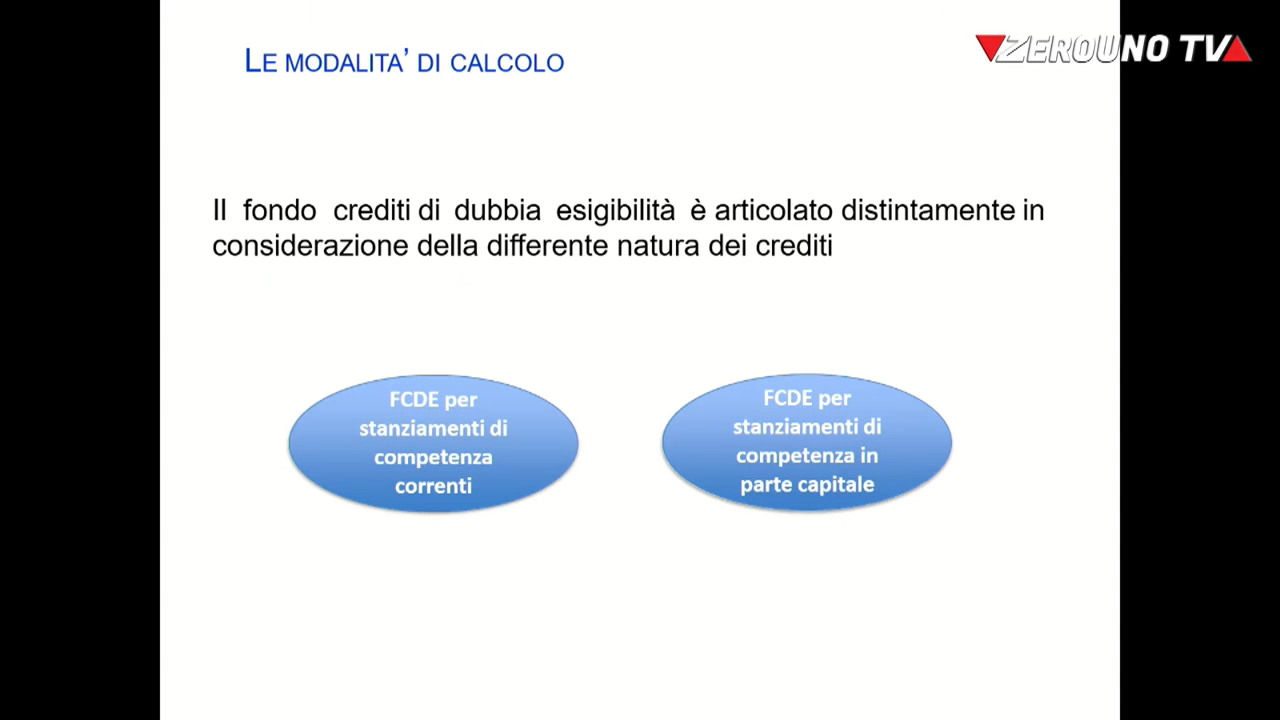 LE MODALITA’ DI CALCOLO
ZEROUNO TV
Il fondo crediti di dubbia esigibilità è articolato distintamente in
considerazione della differente natura dei crediti
FCDE per
stanziamenti di
competenza
correnti
FCDE per
stanziamenti di
competenza in
parte capitale